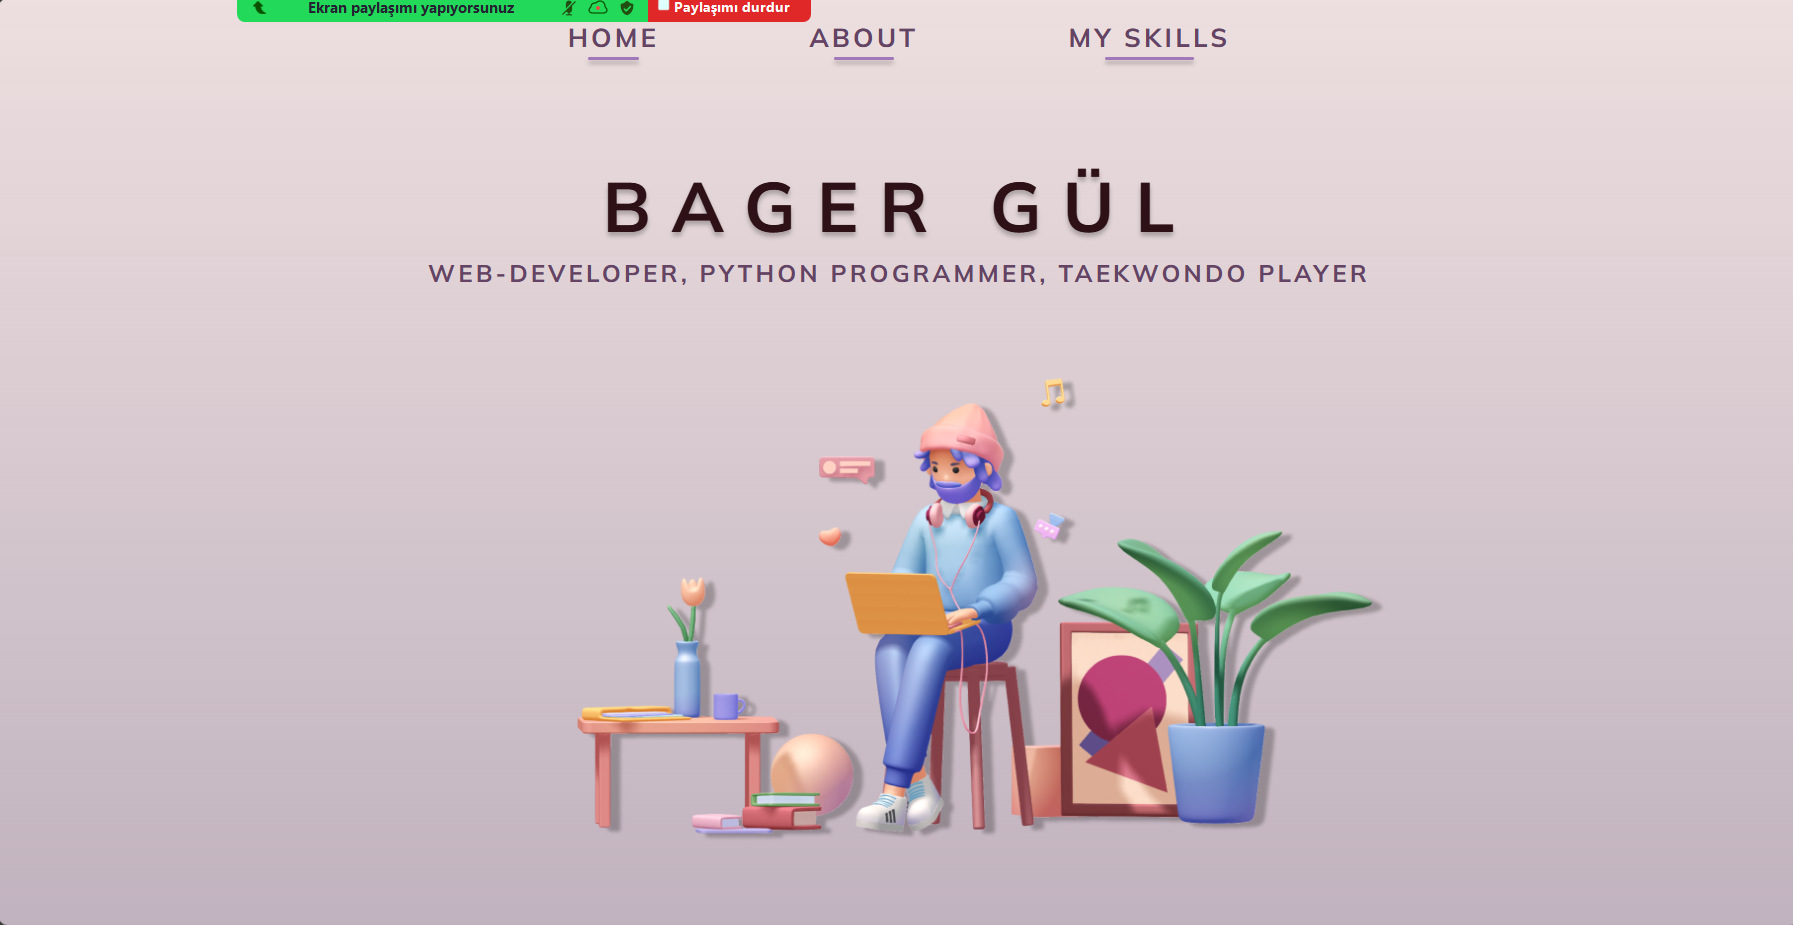 Ekran paylaşımı yapıyorsunuz Paylaşımı durdur
HOME ABOUT MY SKILLS
BAGER GÜL
WEB-DEVELOPER, PYTHON PROGRAMMER, TAEKWONDO PLAYER